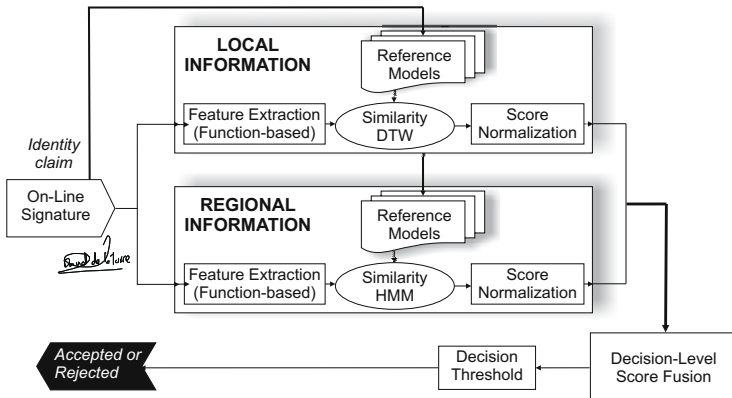 LOCAL
INFORMATION
Reference
Models
Feature Extraction
(Function-based)
Similarity
DTW
Score
Normalization
Identity
claim
On-Line
Signature
REGIONAL
INFORMATION
Reference
Models
Feature Extraction
(Function-based)
Similarity
HMM
Score
Normalization
Accepted or
Rejected
Decision
Threshold
Decision-Level
Score Fusion